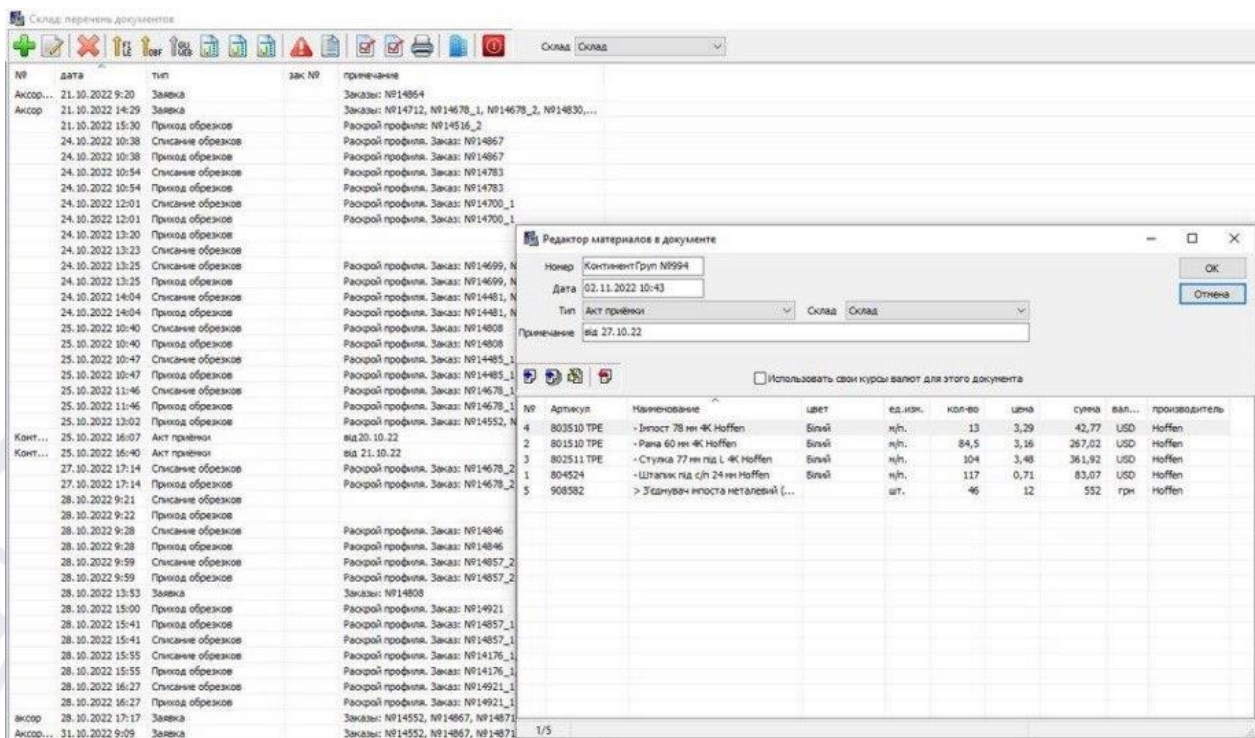 Склад: перечень документов
Склад Склад
№ дата тип зак № примечание
Аксор... 21.10.2022 9:20 Заявка Заказы: №14864
Аксор 21.10.2022 14:29 Заявка Заказы: №14712, №14678_1, №14678_2, №14830,...
21.10.2022 15:30 Приход обрезков Раскрой профиля: №14516_2
24.10.2022 10:38 Списание обрезков Раскрой профиля. Заказ: №14867
24.10.2022 10:38 Приход обрезков Раскрой профиля. Заказ: №14867
24.10.2022 10:54 Списание обрезков Раскрой профиля. Заказ: №14783
24.10.2022 10:54 Приход обрезков Раскрой профиля. Заказ: №14783
24.10.2022 12:01 Списание обрезков Раскрой профиля. Заказ: №14700_1
24.10.2022 12:01 Приход обрезков Раскрой профиля. Заказ: №14700_1
24.10.2022 13:20 Приход обрезков
24.10.2022 13:23 Списание обрезков
24.10.2022 13:25 Списание обрезков Раскрой профиля. Заказ: №14699, N
24.10.2022 13:25 Приход обрезков Раскрой профиля. Заказ: №14699, N
24.10.2022 14:04 Списание обрезков Раскрой профиля. Заказ: №14481, N
24.10.2022 14:04 Приход обрезков Раскрой профиля. Заказ: №14481, N
25.10.2022 10:40 Списание обрезков Раскрой профиля. Заказ: №14808
25.10.2022 10:40 Приход обрезков Раскрой профиля. Заказ: №14808
25.10.2022 10:47 Списание обрезков Раскрой профиля. Заказ: №14485_1
25.10.2022 10:47 Приход обрезков Раскрой профиля. Заказ: №14485_1
25.10.2022 11:46 Списание обрезков Раскрой профиля. Заказ: №14678_1
25.10.2022 11:46 Приход обрезков Раскрой профиля. Заказ: №14678_1
25.10.2022 13:02 Приход обрезков Раскрой профиля. Заказ: №14552, N
Конт... 25.10.2022 16:07 Акт приёмки від 20.10.22
Конт... 25.10.2022 16:40 Акт приёмки від 21.10.22
27.10.2022 17:14 Списание обрезков Раскрой профиля. Заказ: №14678_2
27.10.2022 17:14 Приход обрезков Раскрой профиля. Заказ: №14678_2
28.10.2022 9:21 Списание обрезков
28.10.2022 9:22 Приход обрезков
28.10.2022 9:28 Списание обрезков Раскрой профиля. Заказ: №14846
28.10.2022 9:28 Приход обрезков Раскрой профиля. Заказ: №14846
28.10.2022 9:59 Списание обрезков Раскрой профиля. Заказ: №14857_2
28.10.2022 9:59 Приход обрезков Раскрой профиля. Заказ: №14857_2
28.10.2022 13:53 Заявка Заказы: №14808
28.10.2022 15:00 Приход обрезков Раскрой профиля. Заказ: №14921
28.10.2022 15:41 Приход обрезков Раскрой профиля. Заказ: №14857_1
28.10.2022 15:41 Списание обрезков Раскрой профиля. Заказ: №14857_1
28.10.2022 15:55 Списание обрезков Раскрой профиля. Заказ: №14176_1,
28.10.2022 15:55 Приход обрезков Раскрой профиля. Заказ: №14176_1,
28.10.2022 16:27 Списание обрезков Раскрой профиля. Заказ: №14921_1
28.10.2022 16:27 Приход обрезков Раскрой профиля. Заказ: №14921_1
аксор 28.10.2022 17:17 Заявка Заказы: №14552, №14867, №14871
Аксор... 31.10.2022 9:09 Заявка Заказы: №14552, №14867, №14871
Редактор материалов в документе
Номер КонтинентГруп №994
OK
Дата 02.11.2022 10:43
Отмена
Тип Акт приёмки Склад Склад
Примечание від 27.10.22
Использовать свои курсы валют для этого документа
№ Артикул Наименование цвет ед.изм. кол-во цена сумма вал... производитель
4 803510 TPE - Імпост 78 мм 4K Hoffen Білий м/п. 13 3,29 42,77 USD Hoffen
2 801510 TPE - Рама 60 мм 4K Hoffen Білий м/п. 84,5 3,16 267,02 USD Hoffen
3 802511 TPE - Стулка 77 мм під L 4K Hoffen Білий м/п. 104 3,48 361,92 USD Hoffen
1 804524 - Штапик під с/п 24 мм Hoffen Білий м/п. 117 0,71 83,07 USD Hoffen
5 908582 > З'єднувач імпоста металевий (... шт. 46 12 552 грн Hoffen
1/5